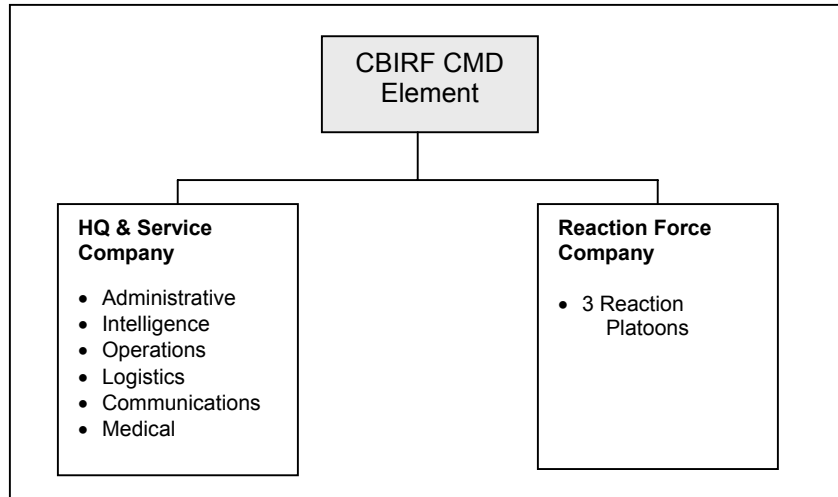 CBIRF CMD
Element
HQ & Service
Company
• Administrative
• Intelligence
• Operations
• Logistics
• Communications
• Medical
Reaction Force
Company
• 3 Reaction
Platoons